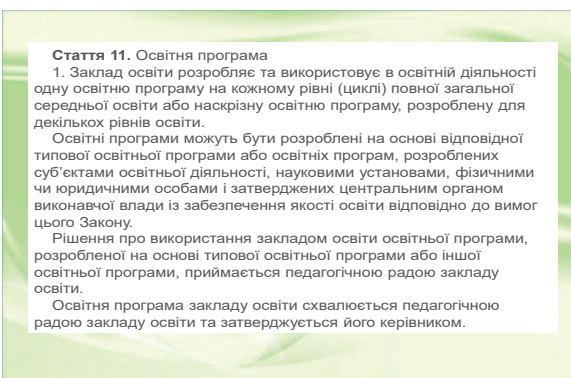 Стаття 11. Освітня програма
1. Заклад освіти розробляє та використовує в освітній діяльності
одну освітню програму на кожному рівні (циклі) повної загальної
середньої освіти або наскрізну освітню програму, розроблену для
декількох рівнів освіти.
Освітні програми можуть бути розроблені на основі відповідної
типової освітньої програми або освітніх програм, розроблених
суб’єктами освітньої діяльності, науковими установами, фізичними
чи юридичними особами і затверджених центральним органом
виконавчої влади із забезпечення якості освіти відповідно до вимог
цього Закону.
Рішення про використання закладом освіти освітньої програми,
розробленої на основі типової освітньої програми або іншої
освітньої програми, приймається педагогічною радою закладу
освіти.
Освітня програма закладу освіти схвалюється педагогічною
радою закладу освіти та затверджується його керівником.